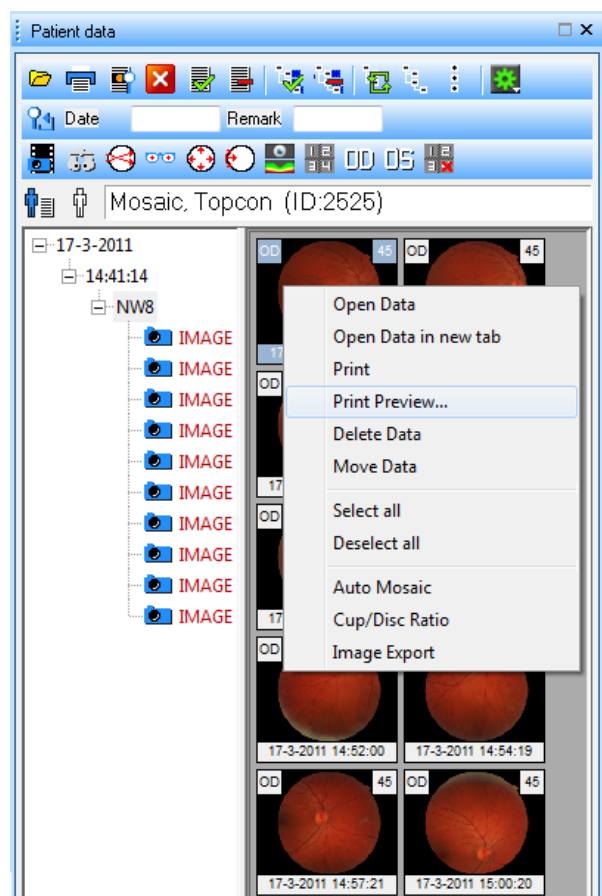 Patient data
Date
Remark
OD OS
Mosaic, Topcon (ID:2525)
17-3-2011
14:41:14
NW8
IMAGE
IMAGE
IMAGE
IMAGE
IMAGE
IMAGE
IMAGE
IMAGE
IMAGE
IMAGE
OD 45 OD 45
Open Data
Open Data in new tab
Print
Print Preview...
Delete Data
Move Data
Select all
Deselect all
Auto Mosaic
Cup/Disc Ratio
Image Export
17
OD
17
OD
17
OD
17-3-2011 14:52:00 17-3-2011 14:54:19
OD 45 OD 45
17-3-2011 14:57:21 17-3-2011 15:00:20